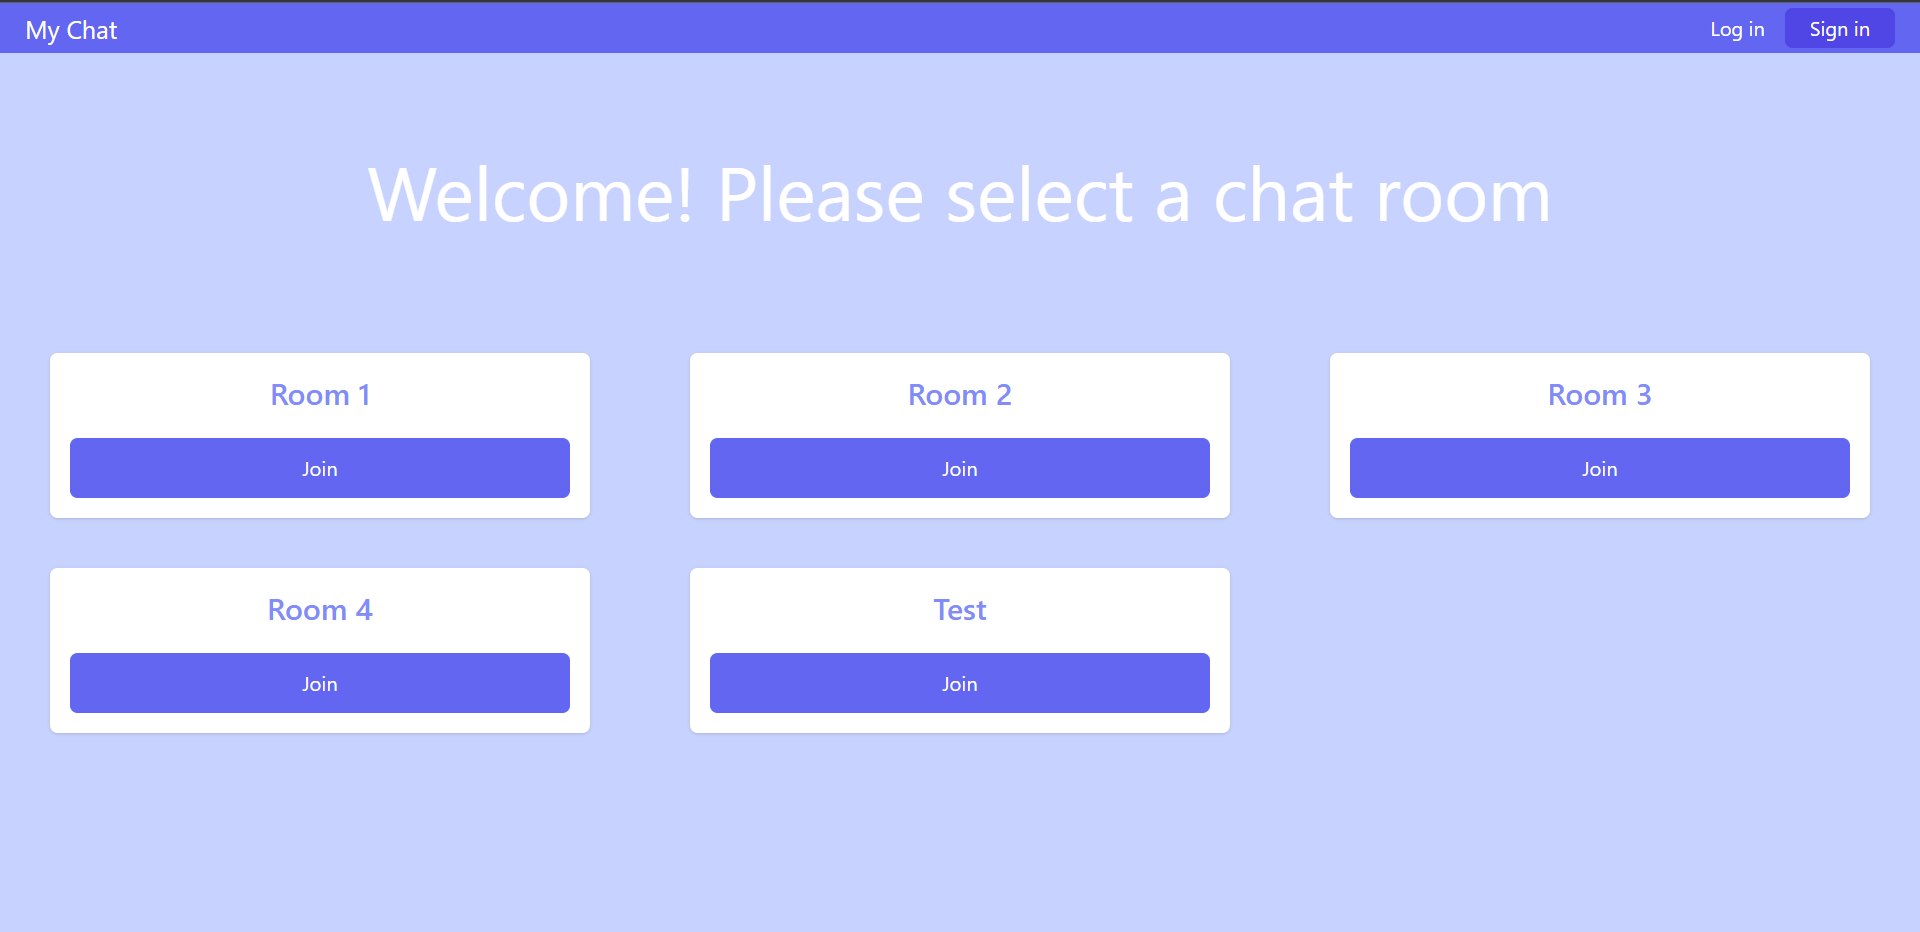 My Chat
Log in
Sign in
Welcome! Please select a chat room
Room 1
Join
Room 2
Join
Room 3
Join
Room 4
Join
Test
Join